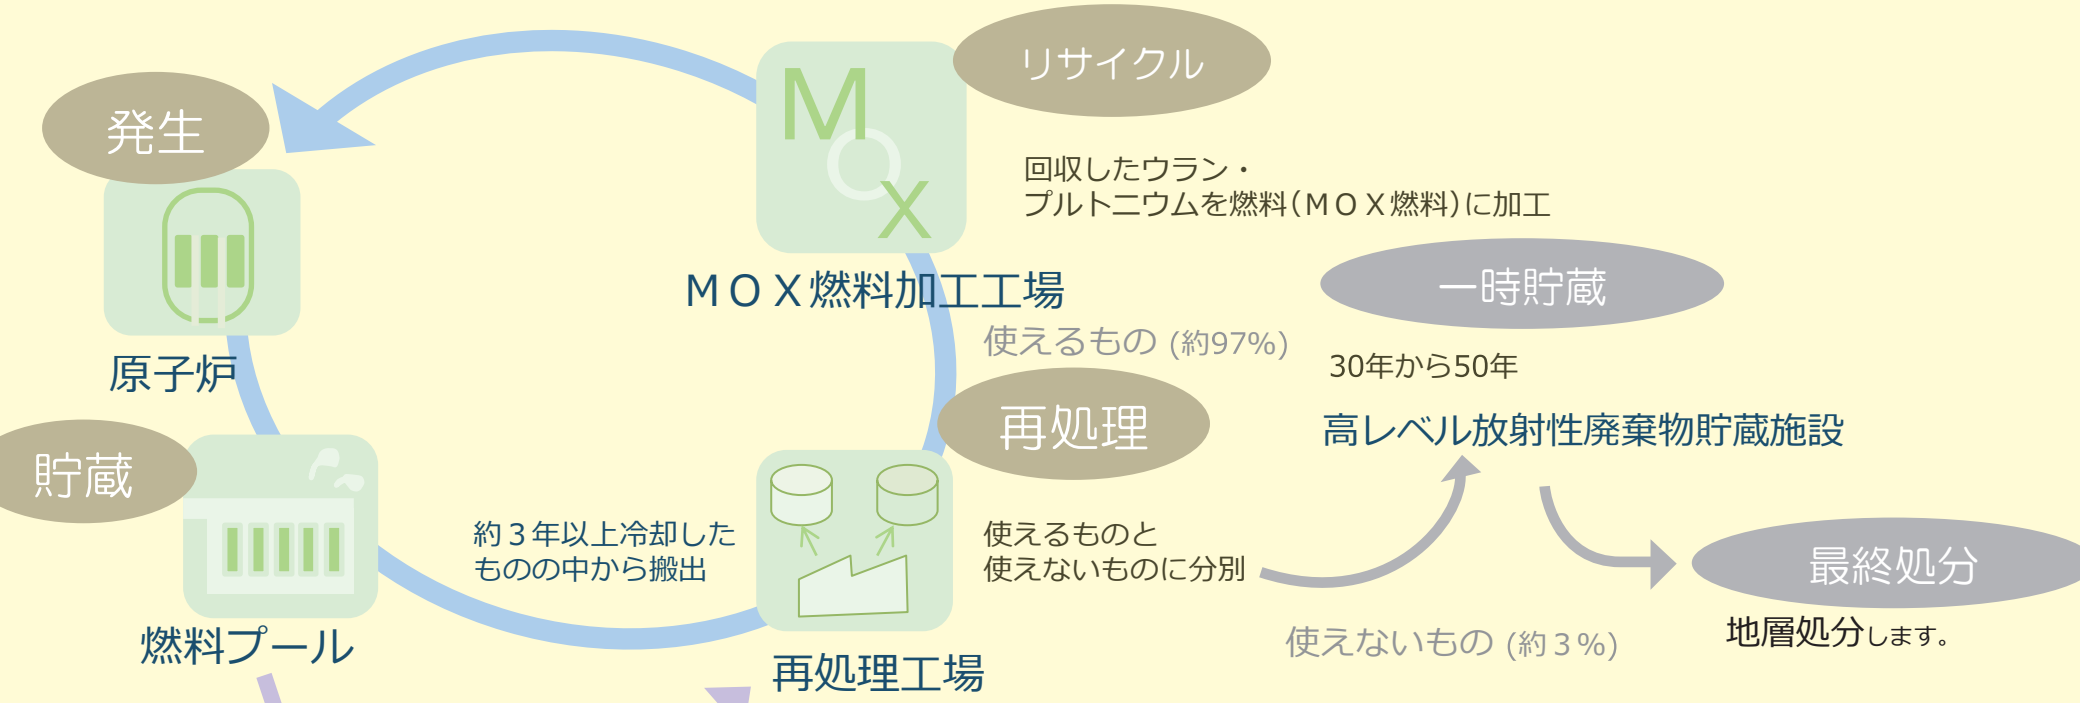 発生
原子炉
貯蔵
燃料プール
約３年以上冷却した
ものの中から搬出
MOX
リサイクル
回収したウラン・
プルトニウムを燃料（ＭＯＸ燃料）に加工
ＭＯＸ燃料加工工場
使えるもの (約97%)
再処理
使えるものと
使えないものに分別
再処理工場
一時貯蔵
30年から50年
高レベル放射性廃棄物貯蔵施設
使えないもの (約３%)
最終処分
地層処分します。